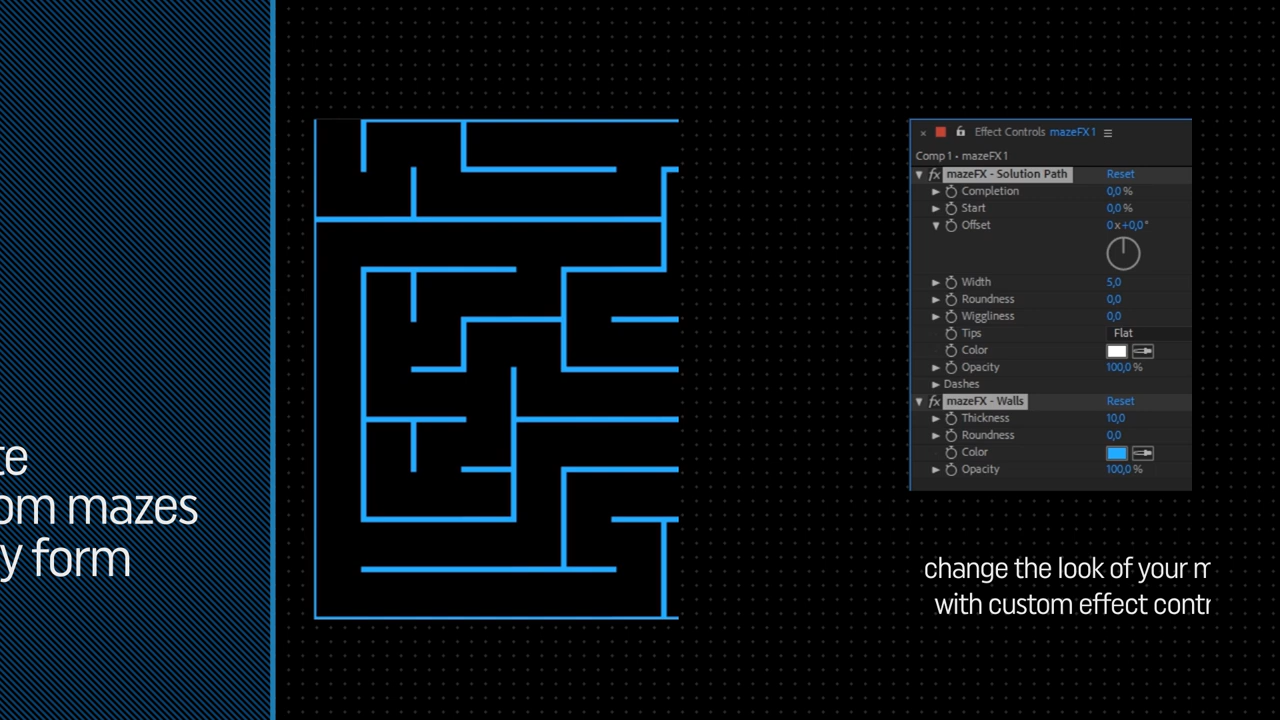 te
om mazes
y form
× Effect Controls mazeFX 1 ☰
Comp 1 • mazeFX 1
fx mazeFX - Solution Path Reset
Completion 0,0 %
Start 0,0 %
Offset 0 x +0,0 °
Width 5,0
Roundness 0,0
Wiggliness 0,0
Tips Flat
Color
Opacity 100,0 %
Dashes
fx mazeFX - Walls Reset
Thickness 10,0
Roundness 0,0
Color
Opacity 100,0 %
change the look of your m
with custom effect contr